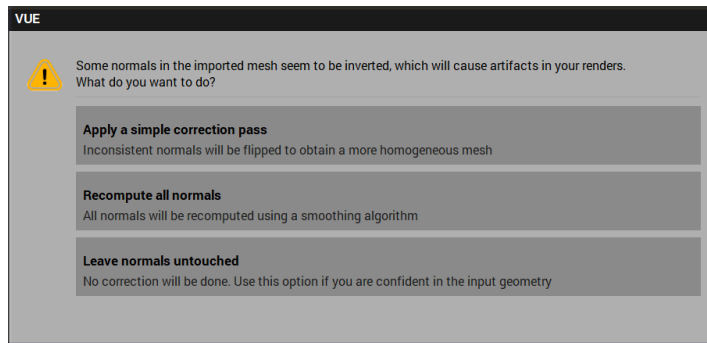 VUE
Some normals in the imported mesh seem to be inverted, which will cause artifacts in your renders.
What do you want to do?
Apply a simple correction pass
Inconsistent normals will be flipped to obtain a more homogeneous mesh
Recompute all normals
All normals will be recomputed using a smoothing algorithm
Leave normals untouched
No correction will be done. Use this option if you are confident in the input geometry